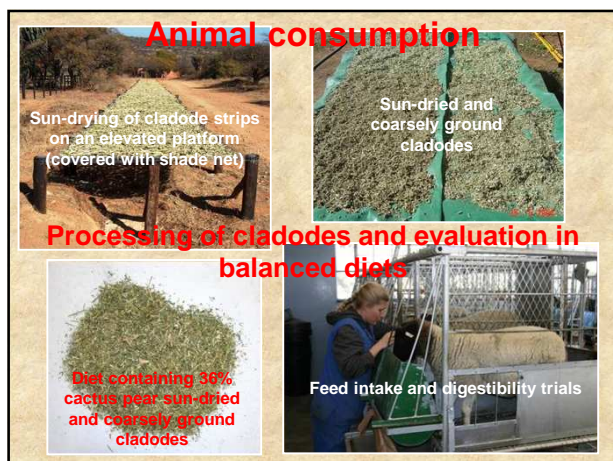 Animal consumption
Sun-drying of cladode strips
on an elevated platform
(covered with shade net)
Sun-dried and
coarsely ground
cladodes
Processing of cladodes and evaluation in
balanced diets
Diet containing 36%
cactus pear sun-dried
and coarsely ground
cladodes
Feed intake and digestibility trials